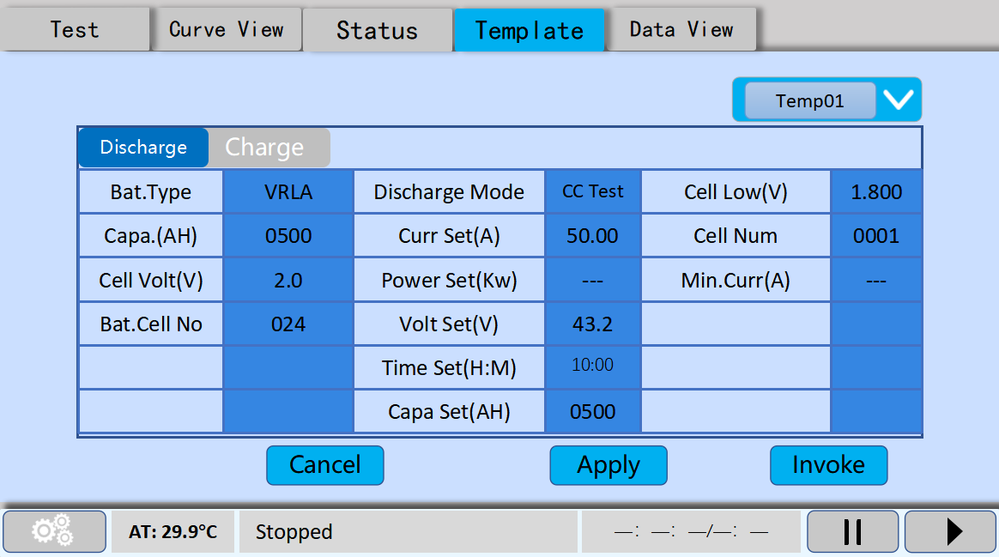 Test Curve View Status Template Data View
Temp01
Discharge Charge
Bat.Type VRLA Discharge Mode CC Test Cell Low(V) 1.800
Capa.(AH) 0500 Curr Set(A) 50.00 Cell Num 0001
Cell Volt(V) 2.0 Power Set(Kw) --- Min.Curr(A) ---
Bat.Cell No 024 Volt Set(V) 43.2
Time Set(H:M) 10:00
Capa Set(AH) 0500
Cancel Apply Invoke
AT: 29.9°C Stopped —: —: —/—: —